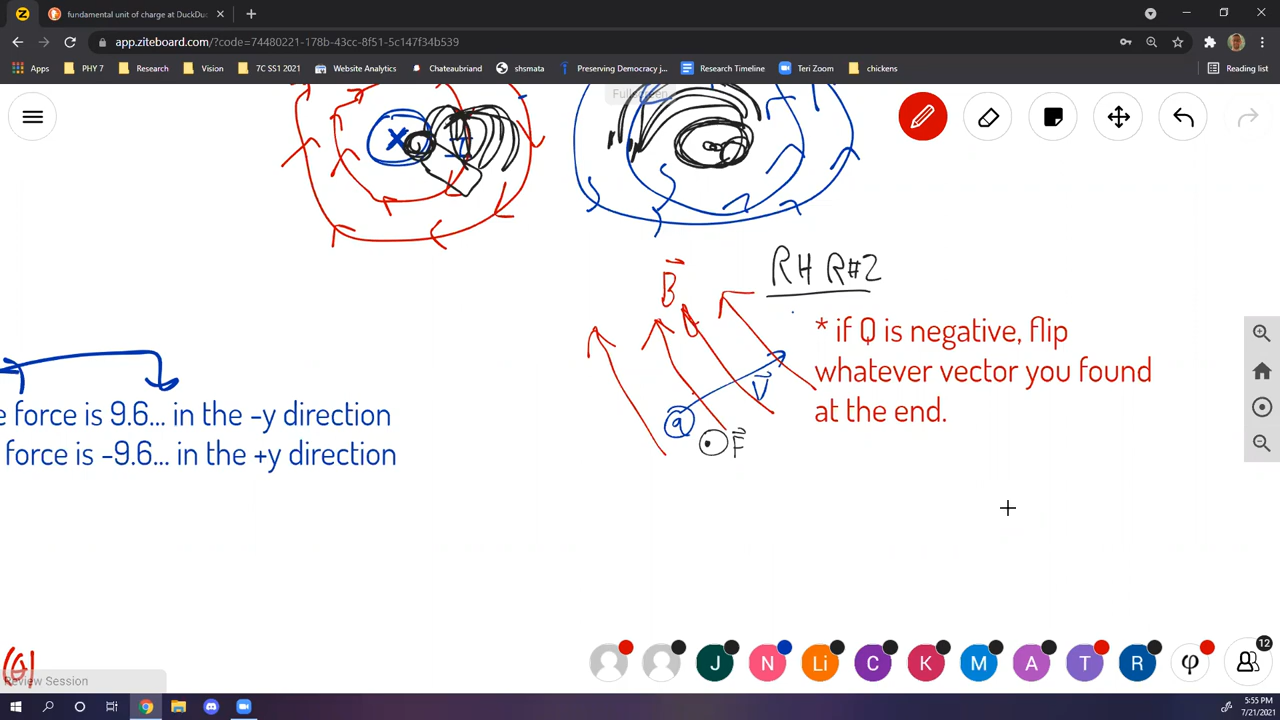 fundamental unit of charge at DuckDu
app.ziteboard.com/?code=74480221-178b-43cc-8f51-5c147f34b539
Apps PHY 7 Research Vision 7C SS1 2021 Website Analytics Chateaubriand shsmata Preserving Democracy j... Research Timeline Teri Zoom chickens Reading list
Fullscreen
X
RHR#2
B
* if Q is negative, flip
whatever vector you found
at the end.
V
q
F
e force is 9.6... in the -y direction
force is -9.6... in the +y direction
(θ)
Review Session
J N Li C K M A T R φ 12
5:55 PM
7/21/2021